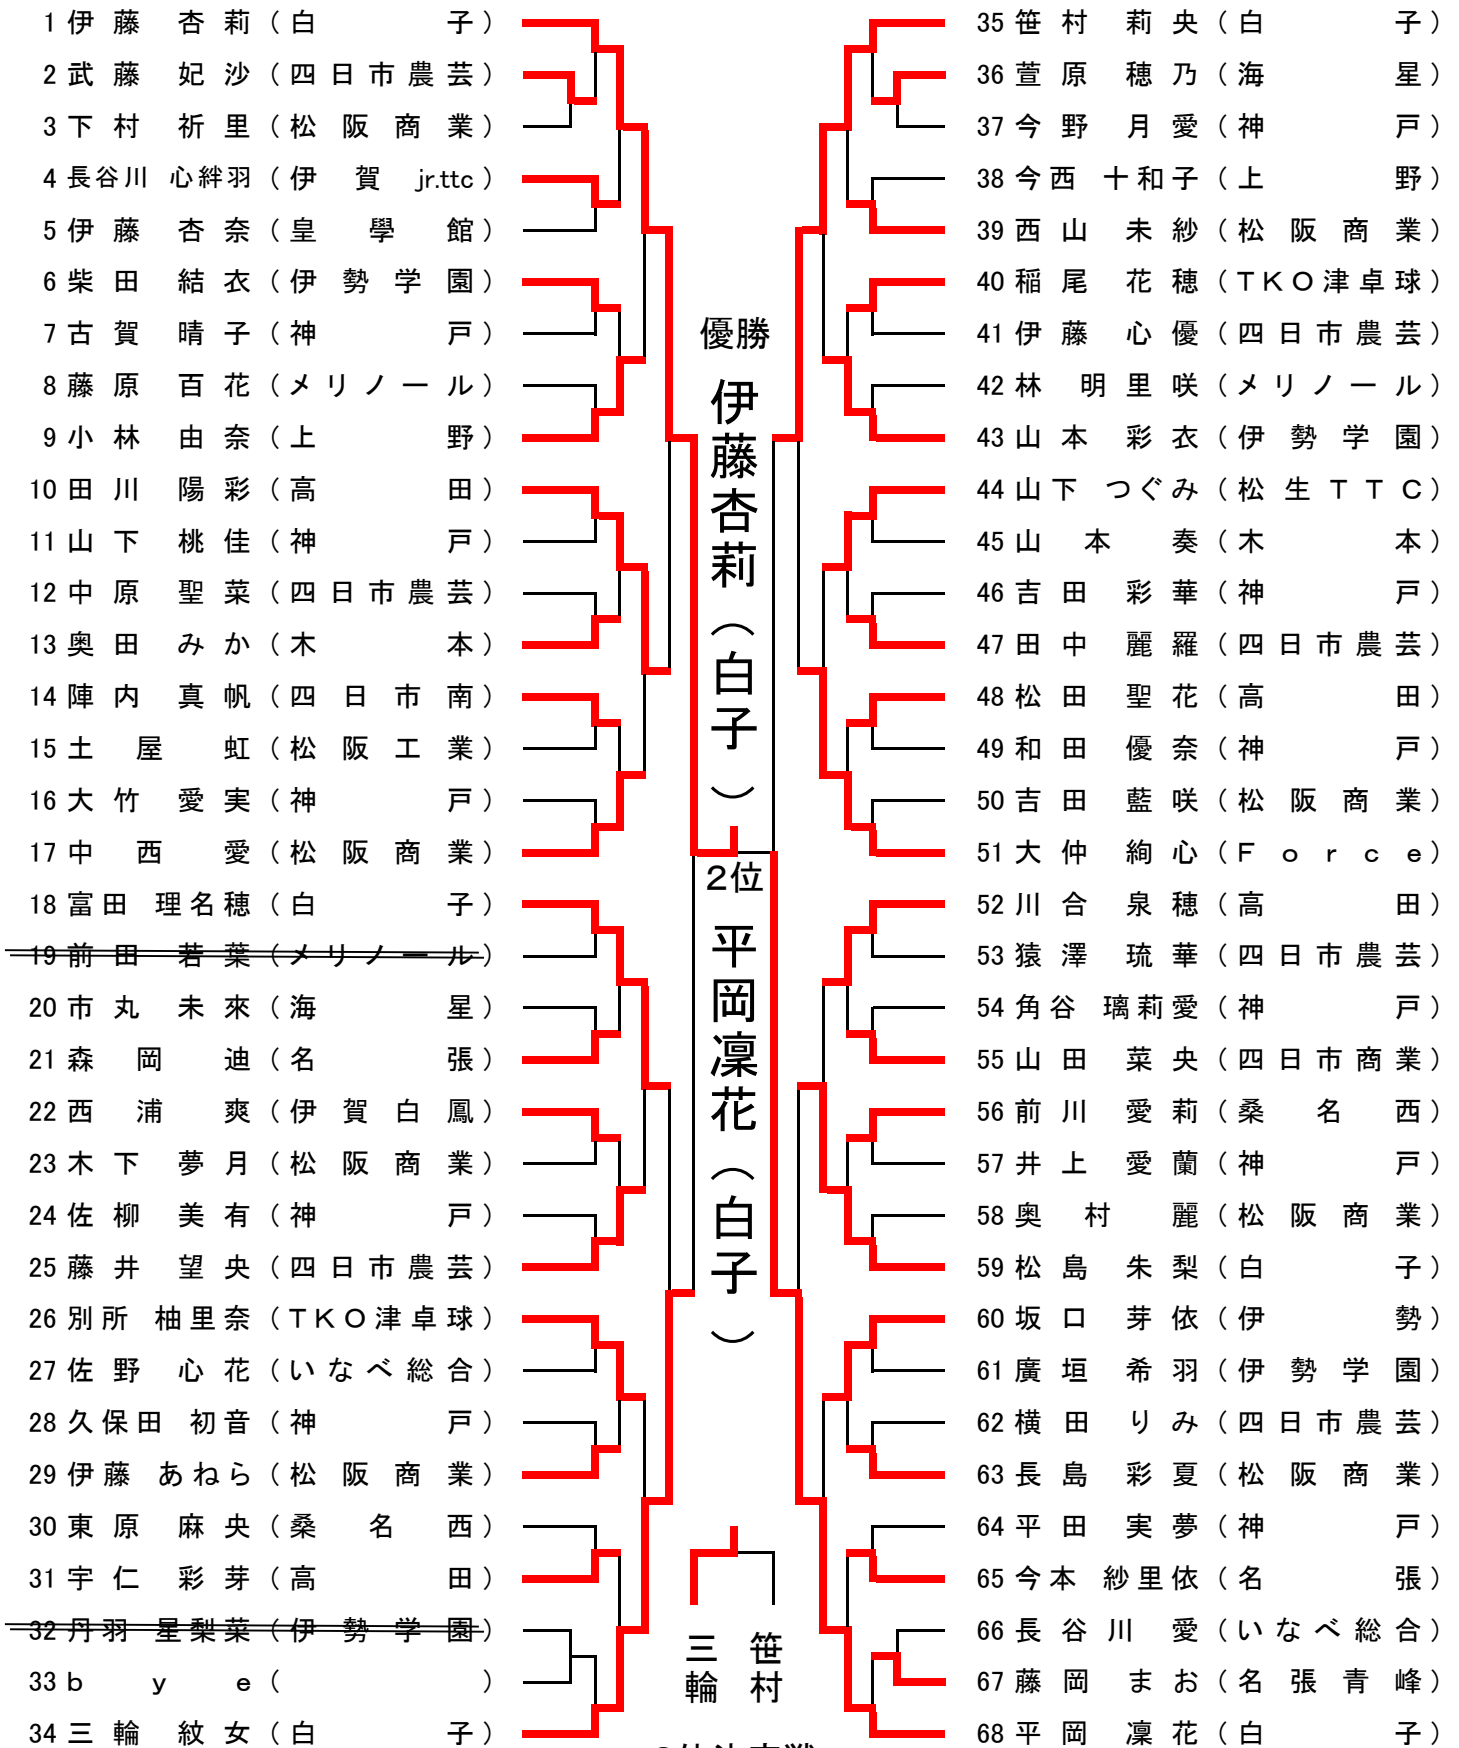 1 伊藤 杏莉 (白子)
2 武藤 妃沙 (四日市農芸)
3 下村 祈里 (松阪商業)
4 長谷川 心絆羽 (伊賀jr.ttc)
5 伊藤 杏奈 (皇學館)
6 柴田 結衣 (伊勢学園)
7 古賀 晴子 (神戸)
8 藤原 百花 (メリノール)
9 小林 由奈 (上野)
10 田川 陽彩 (高田)
11 山下 桃佳 (神戸)
12 中原 聖菜 (四日市農芸)
13 奥田 みか (木本)
14 陣内 真帆 (四日市南)
15 土屋 虹 (松阪工業)
16 大竹 愛実 (神戸)
17 中西 愛 (松阪商業)
18 富田 理名穂 (白子)
19 前田 若葉 (メリノール)
20 市丸 未來 (海星)
21 森岡 迪 (名張)
22 西浦 爽 (伊賀白鳳)
23 木下 夢月 (松阪商業)
24 佐柳 美有 (神戸)
25 藤井 望央 (四日市農芸)
26 別所 柚里奈 (TKO津卓球)
27 佐野 心花 (いなべ総合)
28 久保田 初音 (神戸)
29 伊藤 あねら (松阪商業)
30 東原 麻央 (桑名西)
31 宇仁 彩芽 (高田)
32 丹羽 星梨菜 (伊勢学園)
33 bye ( )
34 三輪 紋女 (白子)
優勝
伊藤杏莉(白子)
2位
平岡凜花(白子)
三輪
笹村
35 笹村 莉央 (白子)
36 萱原 穂乃 (海星)
37 今野 月愛 (神戸)
38 今西 十和子 (上野)
39 西山 未紗 (松阪商業)
40 稲尾 花穂 (TKO津卓球)
41 伊藤 心優 (四日市農芸)
42 林 明里咲 (メリノール)
43 山本 彩衣 (伊勢学園)
44 山下 つぐみ (松生TTC)
45 山本 奏 (木本)
46 吉田 彩華 (神戸)
47 田中 麗羅 (四日市農芸)
48 松田 聖花 (高田)
49 和田 優奈 (神戸)
50 吉田 藍咲 (松阪商業)
51 大仲 絢心 (Force)
52 川合 泉穂 (高田)
53 猿澤 琉華 (四日市農芸)
54 角谷 璃莉愛 (神戸)
55 山田 菜央 (四日市商業)
56 前川 愛莉 (桑名西)
57 井上 愛蘭 (神戸)
58 奥村 麗 (松阪商業)
59 松島 朱梨 (白子)
60 坂口 芽依 (伊勢)
61 廣垣 希羽 (伊勢学園)
62 横田 りみ (四日市農芸)
63 長島 彩夏 (松阪商業)
64 平田 実夢 (神戸)
65 今本 紗里依 (名張)
66 長谷川 愛 (いなべ総合)
67 藤岡 まお (名張青峰)
68 平岡 凜花 (白子)